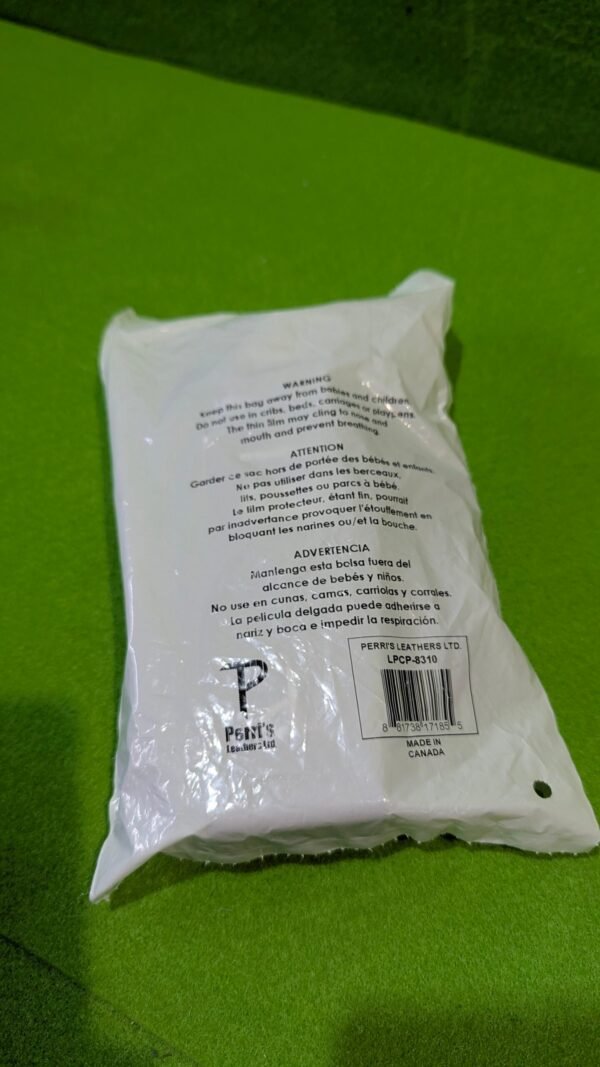 WARNING
Keep this bag away from babies and children.
Do not use in cribs, beds, carriages or playpens.
The thin film may cling to nose and
mouth and prevent breathing.
ATTENTION
Garder ce sac hors de portée des bébés et enfants.
Ne pas utiliser dans les berceaux,
lits, poussettes ou parcs à bébé.
Le film protecteur, étant fin, pourrait
par inadvertance provoquer l'étouffement en
bloquant les narines ou/et la bouche.
ADVERTENCIA
Mantenga esta bolsa fuera del
alcance de bebés y niños.
No use en cunas, camas, carriolas y corrales.
La película delgada puede adherirse a
nariz y boca e impedir la respiración.
PERRI'S LEATHERS LTD.
LPCP-8310
8 81738 17185 5
MADE IN
CANADA
Perri's
Leathers Ltd.